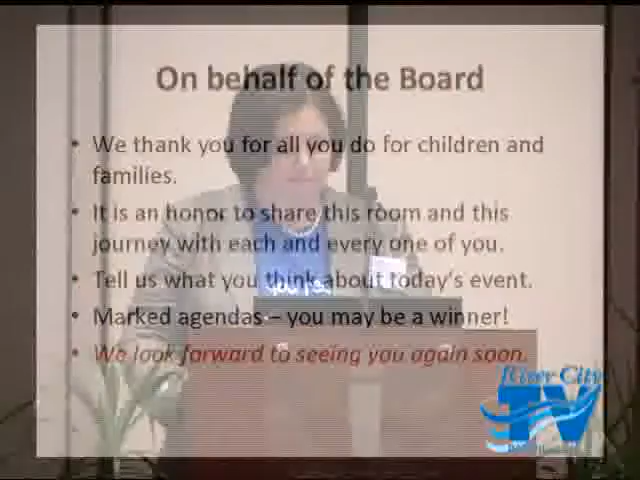 On behalf of the Board
• We thank you for all you do for children and
families.
• It is an honor to share this room and this
journey with each and every one of you.
• Tell us what you think about today's event.
• Marked agendas – you may be a winner!
• We look forward to seeing you again soon.
River City
TV